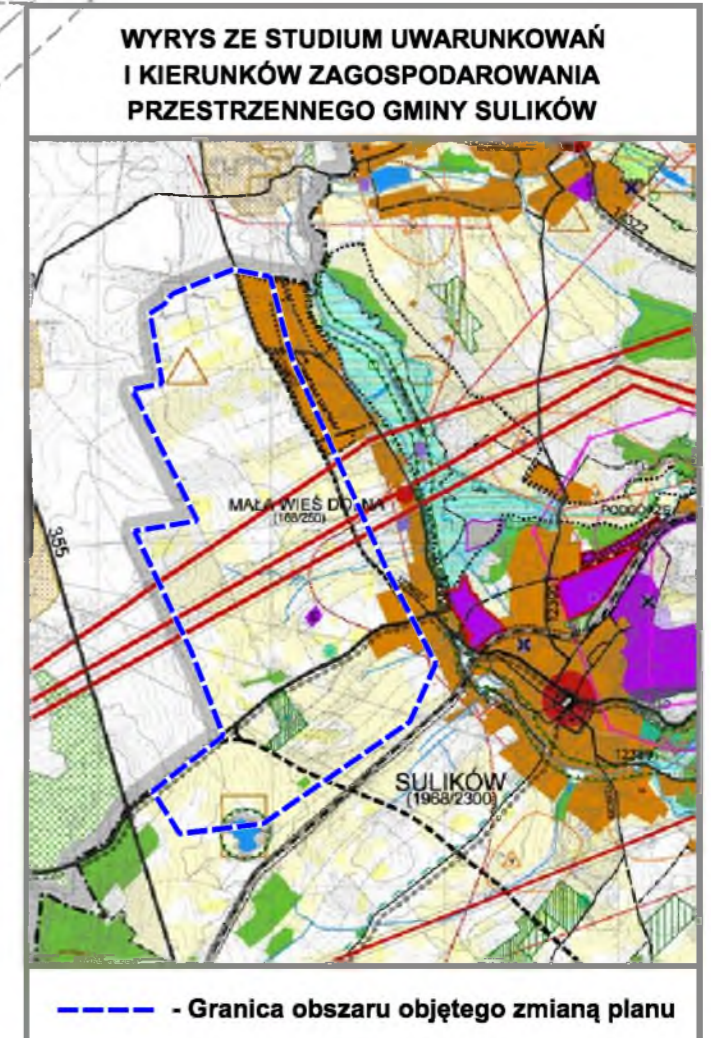 WYRYS ZE STUDIUM UWARUNKOWAŃ
I KIERUNKÓW ZAGOSPODAROWANIA
PRZESTRZENNEGO GMINY SULIKÓW
355
MAŁA WIEŚ DOLNA
(168/250)
PODGÓRZE
SULIKÓW
(1968/2300)
- Granica obszaru objętego zmianą planu